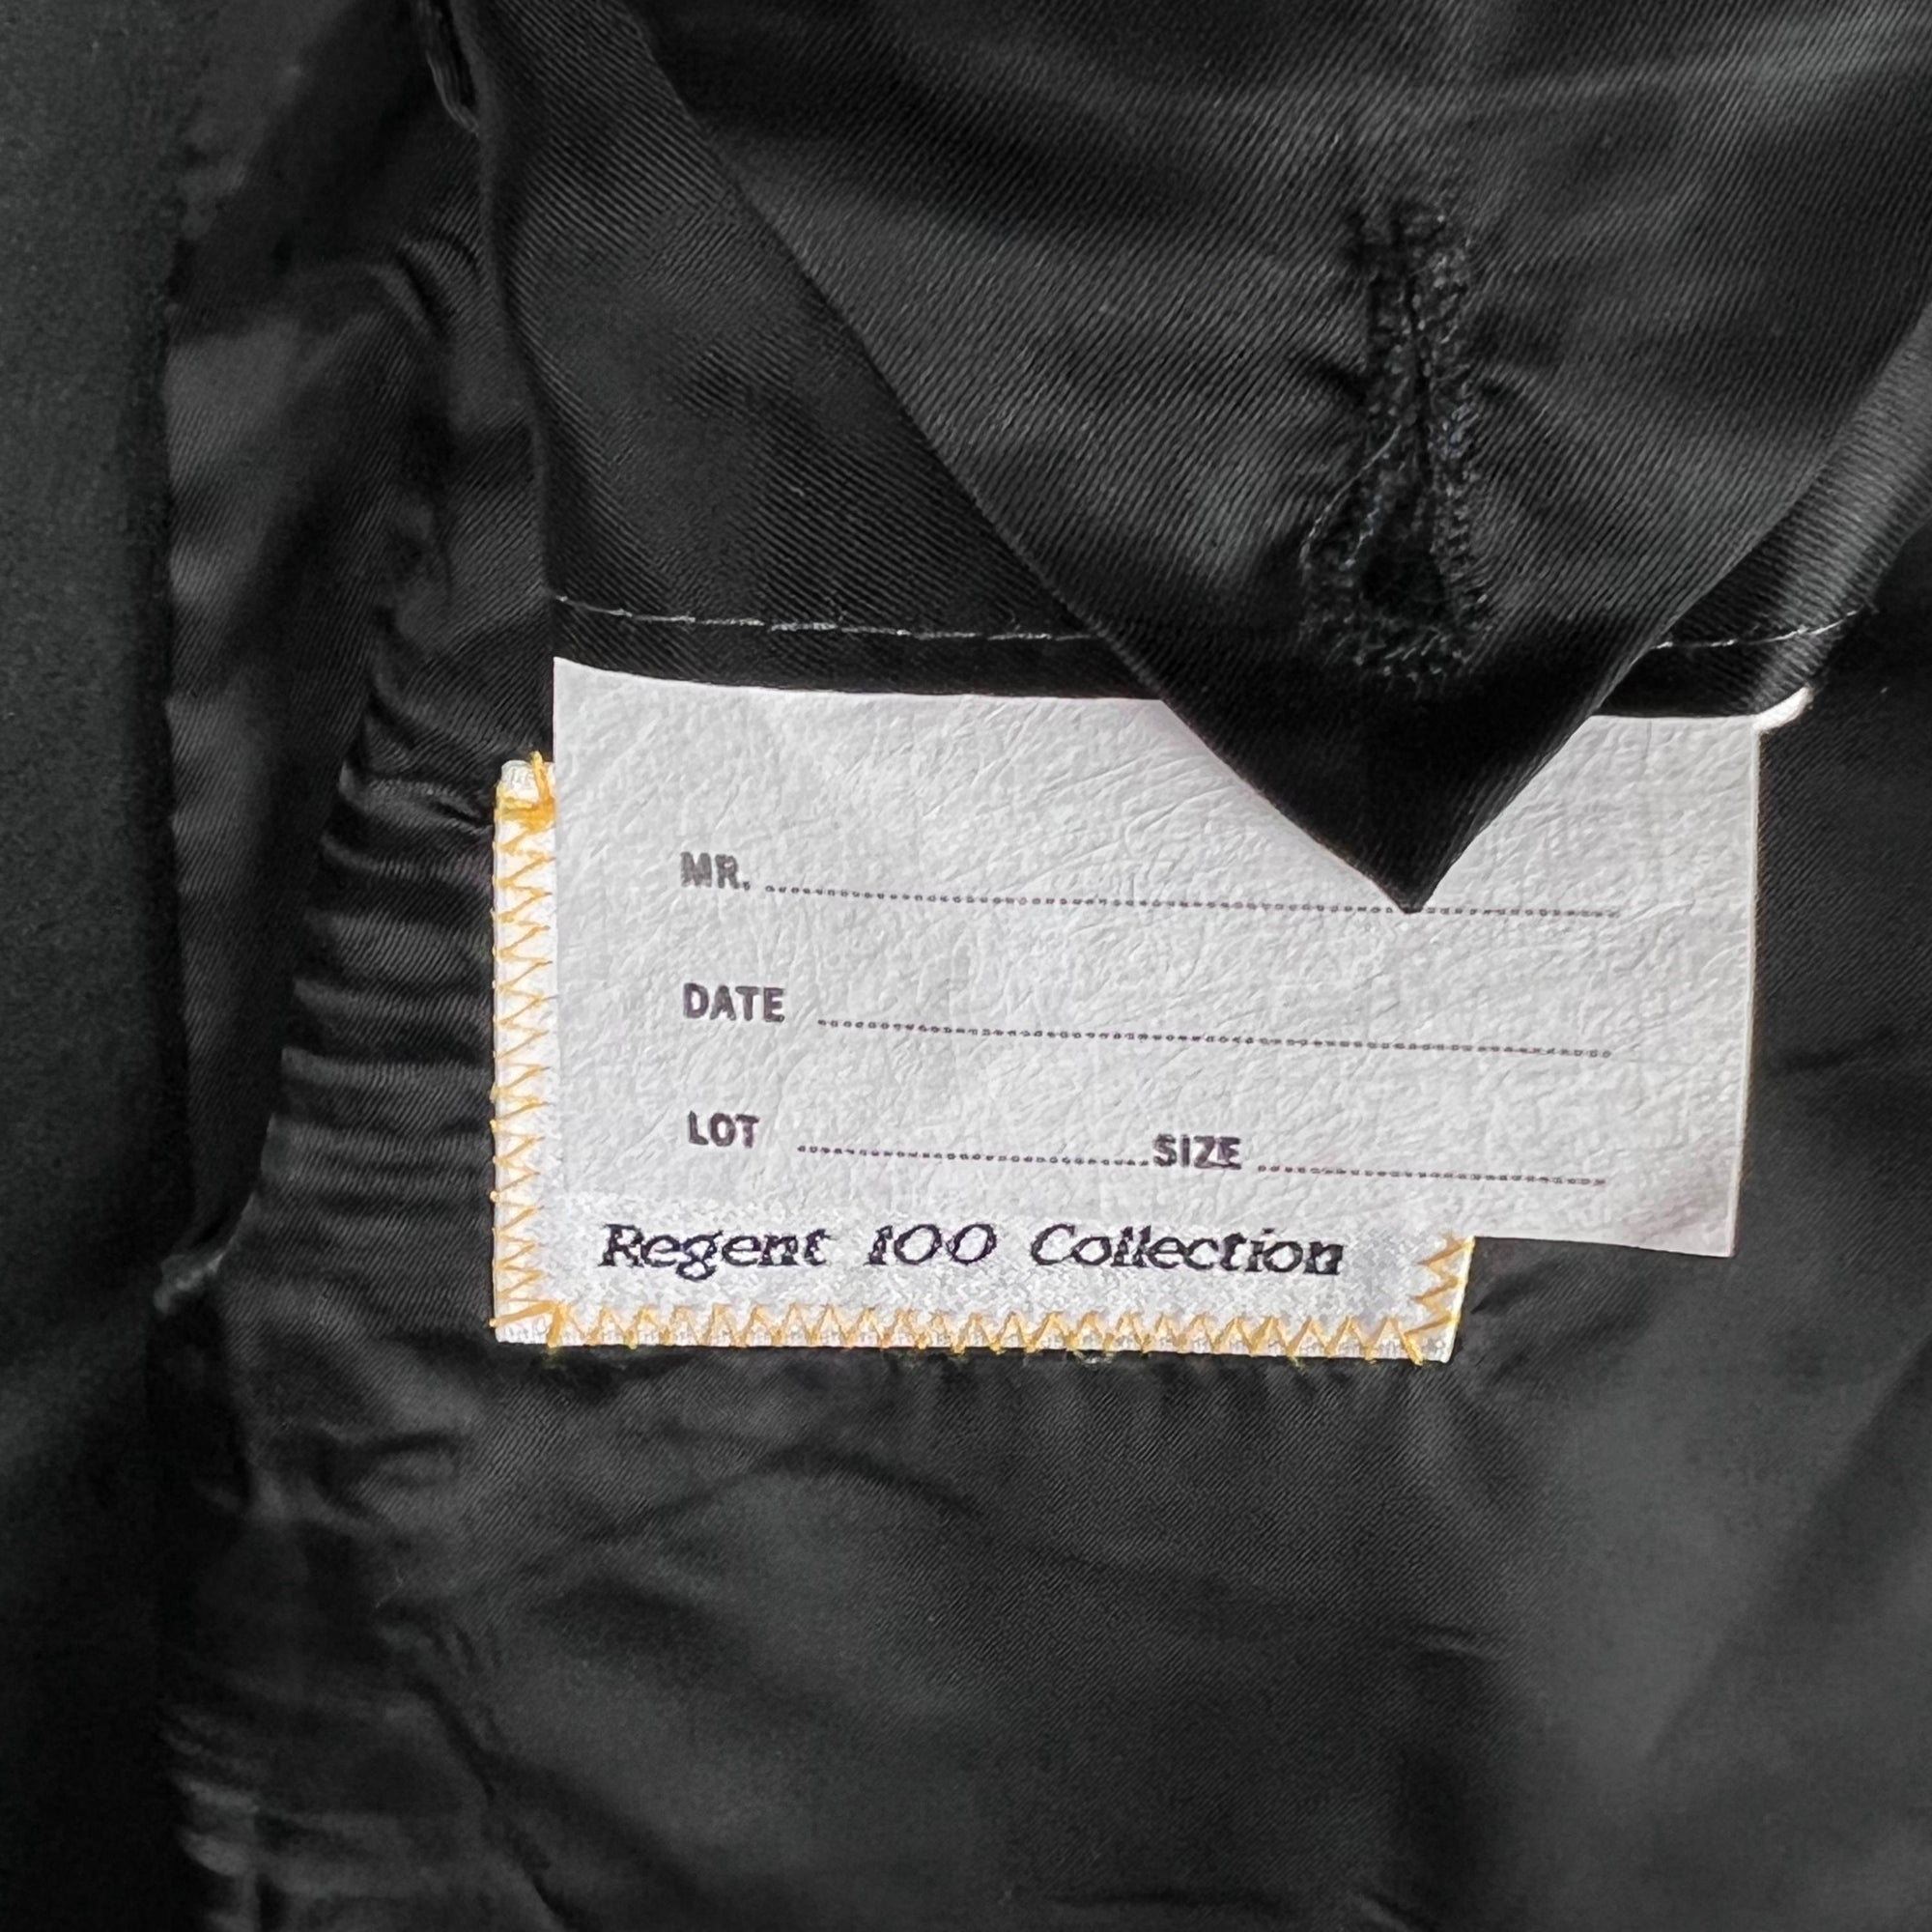 MR. ........................................
DATE ........................................
LOT ....................SIZE ....................
Regent 100 Collection